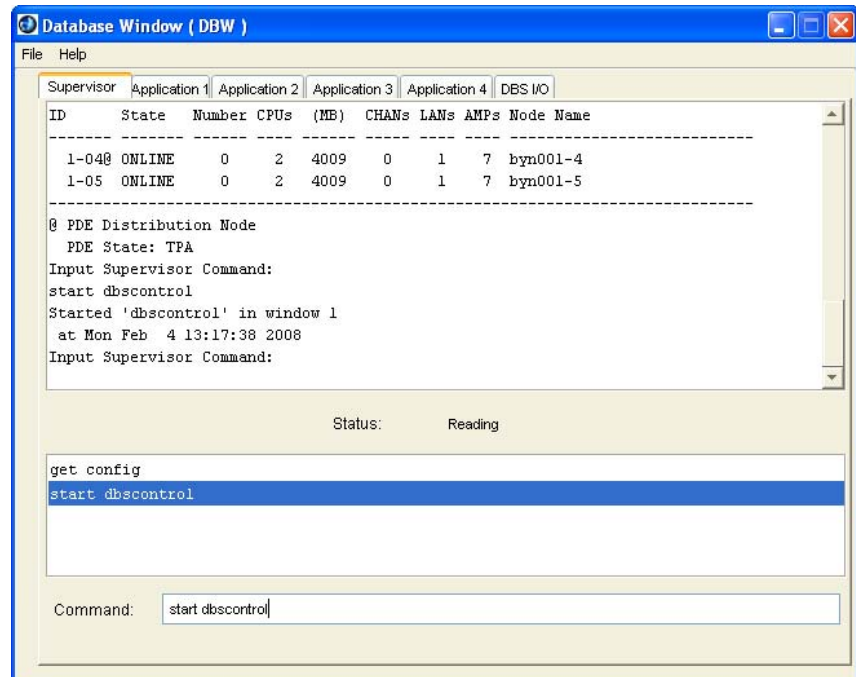 Database Window ( DBW )
File Help
Supervisor Application 1 Application 2 Application 3 Application 4 DBS I/O
ID State Number CPUs (MB) CHANs LANs AMPs Node Name
------- ------- ------ ---- ------ ----- ---- ---- -------------------------
1-04@ ONLINE 0 2 4009 0 1 7 byn001-4
1-05 ONLINE 0 2 4009 0 1 7 byn001-5
--------------------------------------------------------------------------
@ PDE Distribution Node
PDE State: TPA
Input Supervisor Command:
start dbscontrol
Started 'dbscontrol' in window 1
at Mon Feb 4 13:17:38 2008
Input Supervisor Command:
Status: Reading
get config
start dbscontrol
Command: start dbscontrol